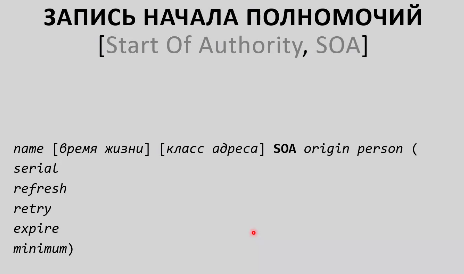 ЗАПИСЬ НАЧАЛА ПОЛНОМОЧИЙ
[Start Of Authority, SOA]
name [время жизни] [класс адреса] SOA origin person (
serial
refresh
retry
expire
minimum)